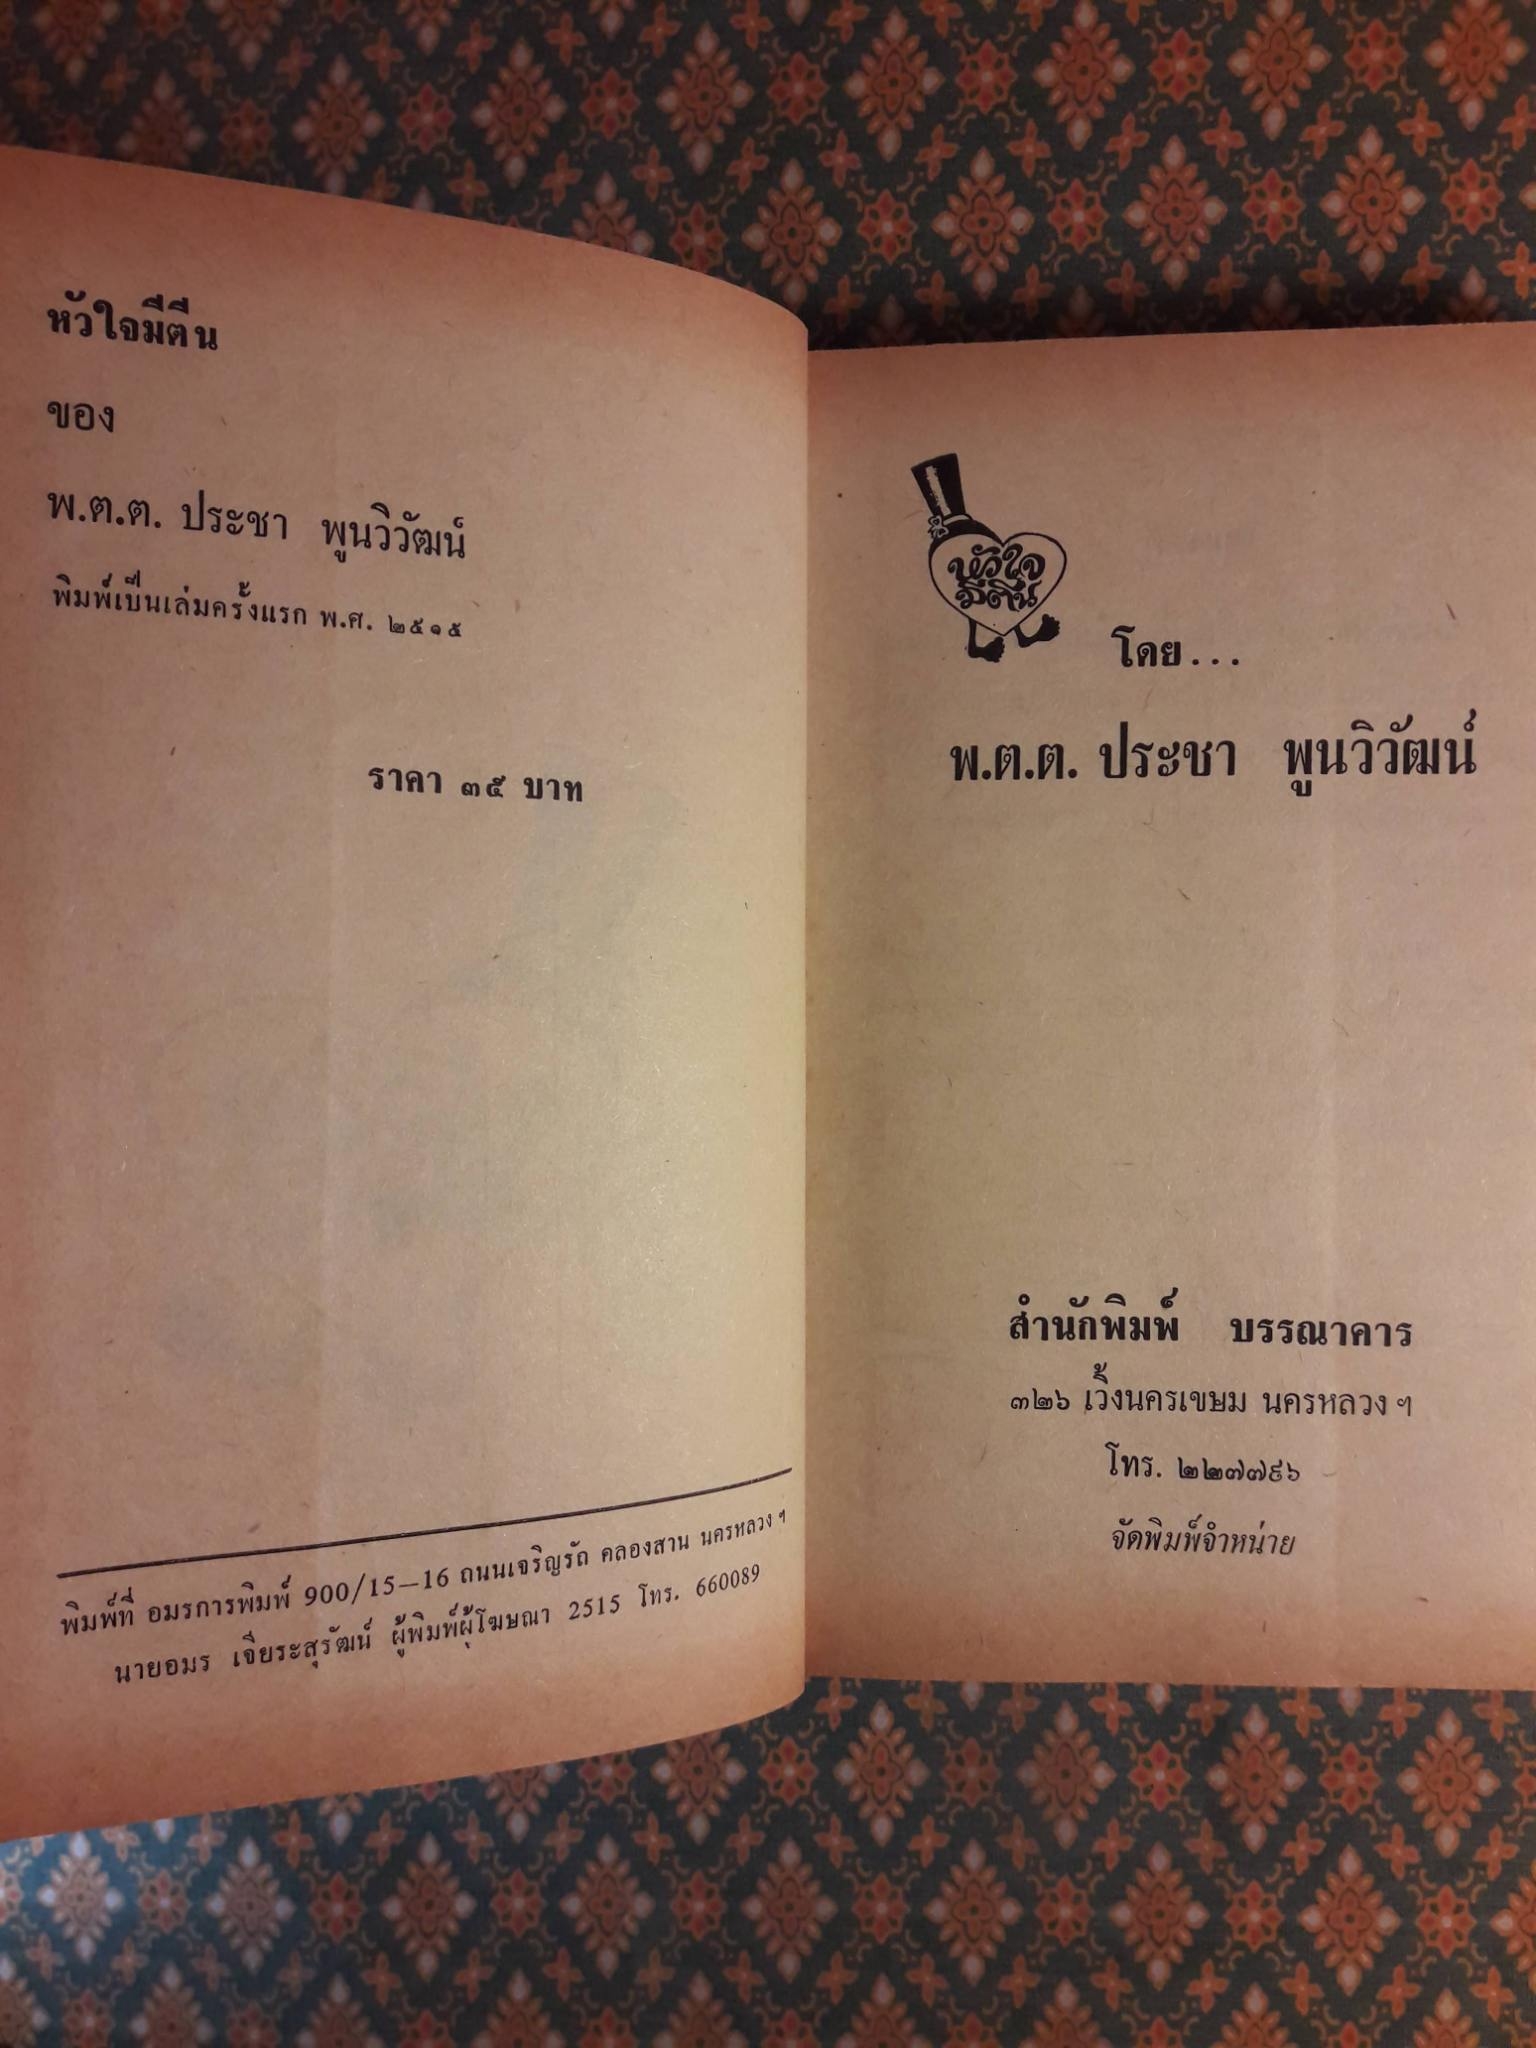 หัวใจมีตีน
ของ
พ.ต.ต. ประชา พูนวิวัฒน์
พิมพ์เป็นเล่มครั้งแรก พ.ศ. ๒๕๑๕
ราคา ๓๕ บาท
พิมพ์ที่ อมรการพิมพ์ 900/15–16 ถนนเจริญรัถ คลองสาน นครหลวง ฯ
นายอมร เจียระสุรัฒน์ ผู้พิมพ์ผู้โฆษณา 2515 โทร. 660089
หัวใจ
มีตีน
โดย...
พ.ต.ต. ประชา พูนวิวัฒน์
สำนักพิมพ์ บรรณาคาร
๓๒๖ เวิ้งนครเขษม นครหลวง ฯ
โทร. ๒๒๗๗๙๖
จัดพิมพ์จำหน่าย